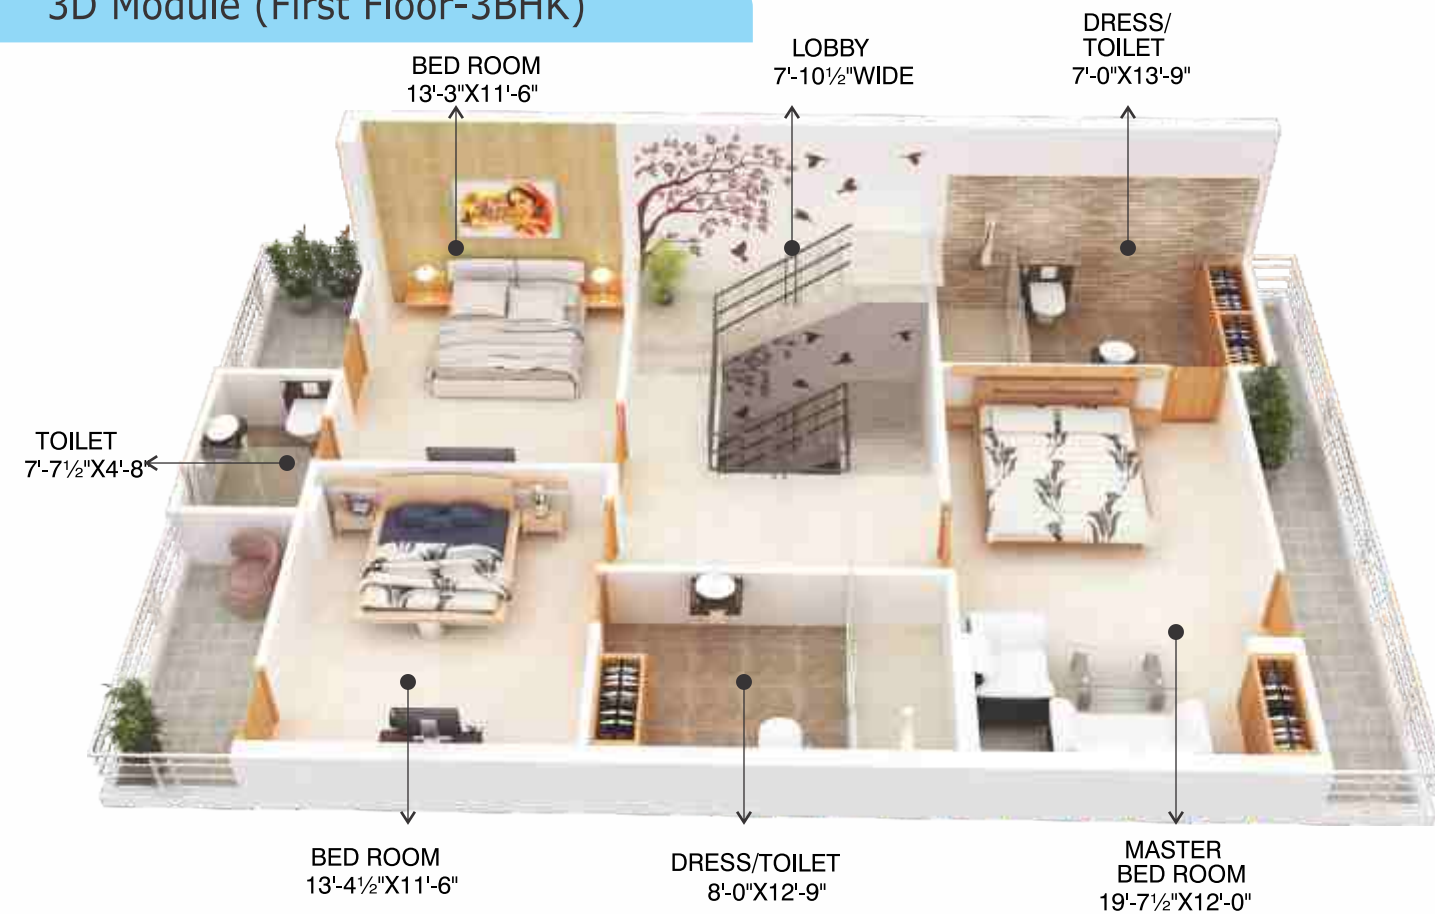 3D Module (First Floor-3BHK)
BED ROOM
13'-3"X11'-6"
LOBBY
7'-10½"WIDE
DRESS/
TOILET
7'-0"X13'-9"
TOILET
7'-7½"X4'-8"
BED ROOM
13'-4½"X11'-6"
DRESS/TOILET
8'-0"X12'-9"
MASTER
BED ROOM
19'-7½"X12'-0"